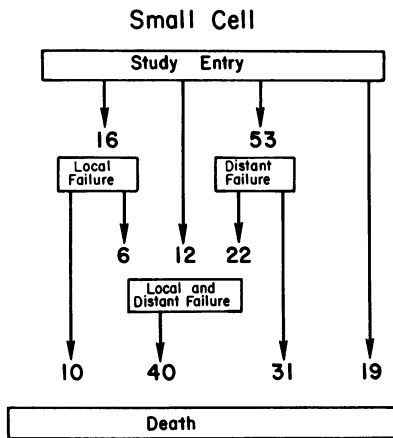 Small Cell
Study Entry
16 53
Local
Failure
Distant
Failure
6 12 22
Local and
Distant Failure
10 40 31 19
Death